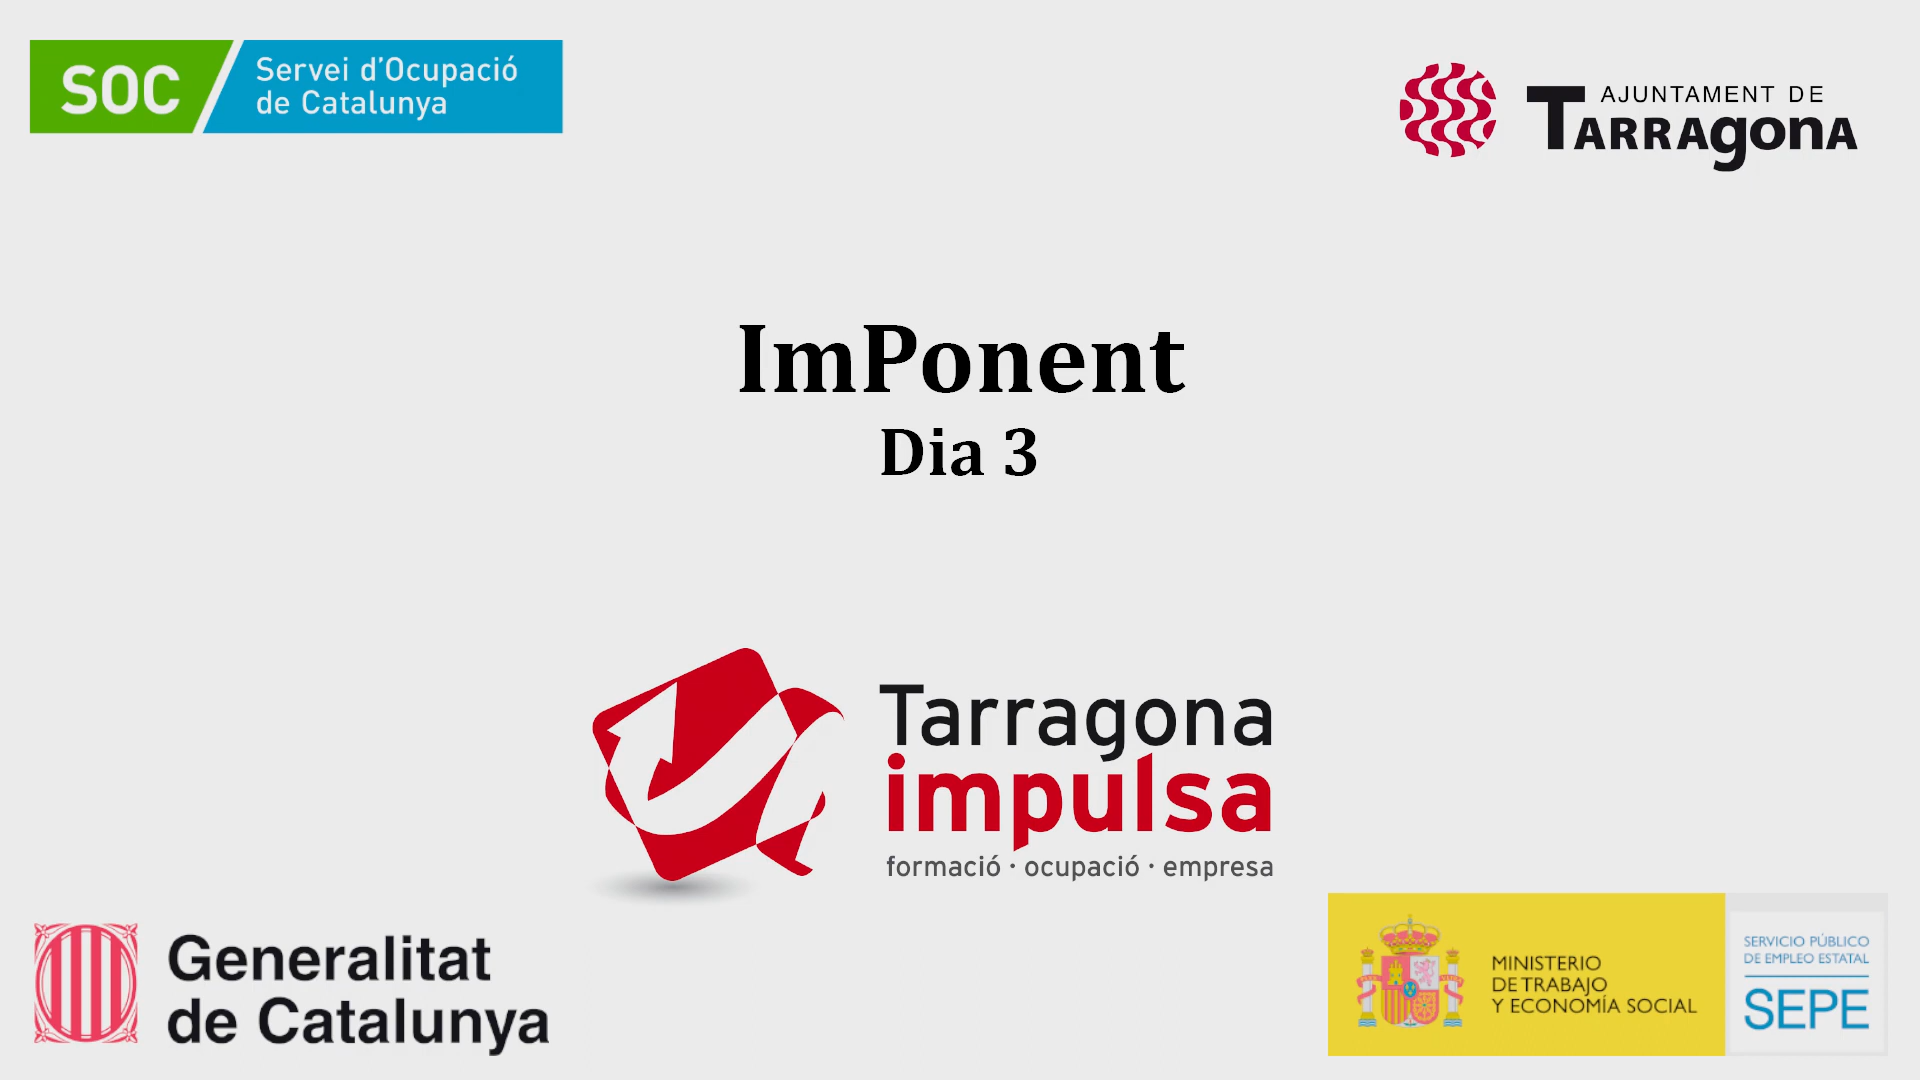 SOC
Servei d'Ocupació
de Catalunya
AJUNTAMENT DE
TARRAgonA
ImPonent
Dia 3
Tarragona
impulsa
formació · ocupació · empresa
Generalitat
de Catalunya
MINISTERIO
DE TRABAJO
Y ECONOMÍA SOCIAL
SERVICIO PÚBLICO
DE EMPLEO ESTATAL
SEPE